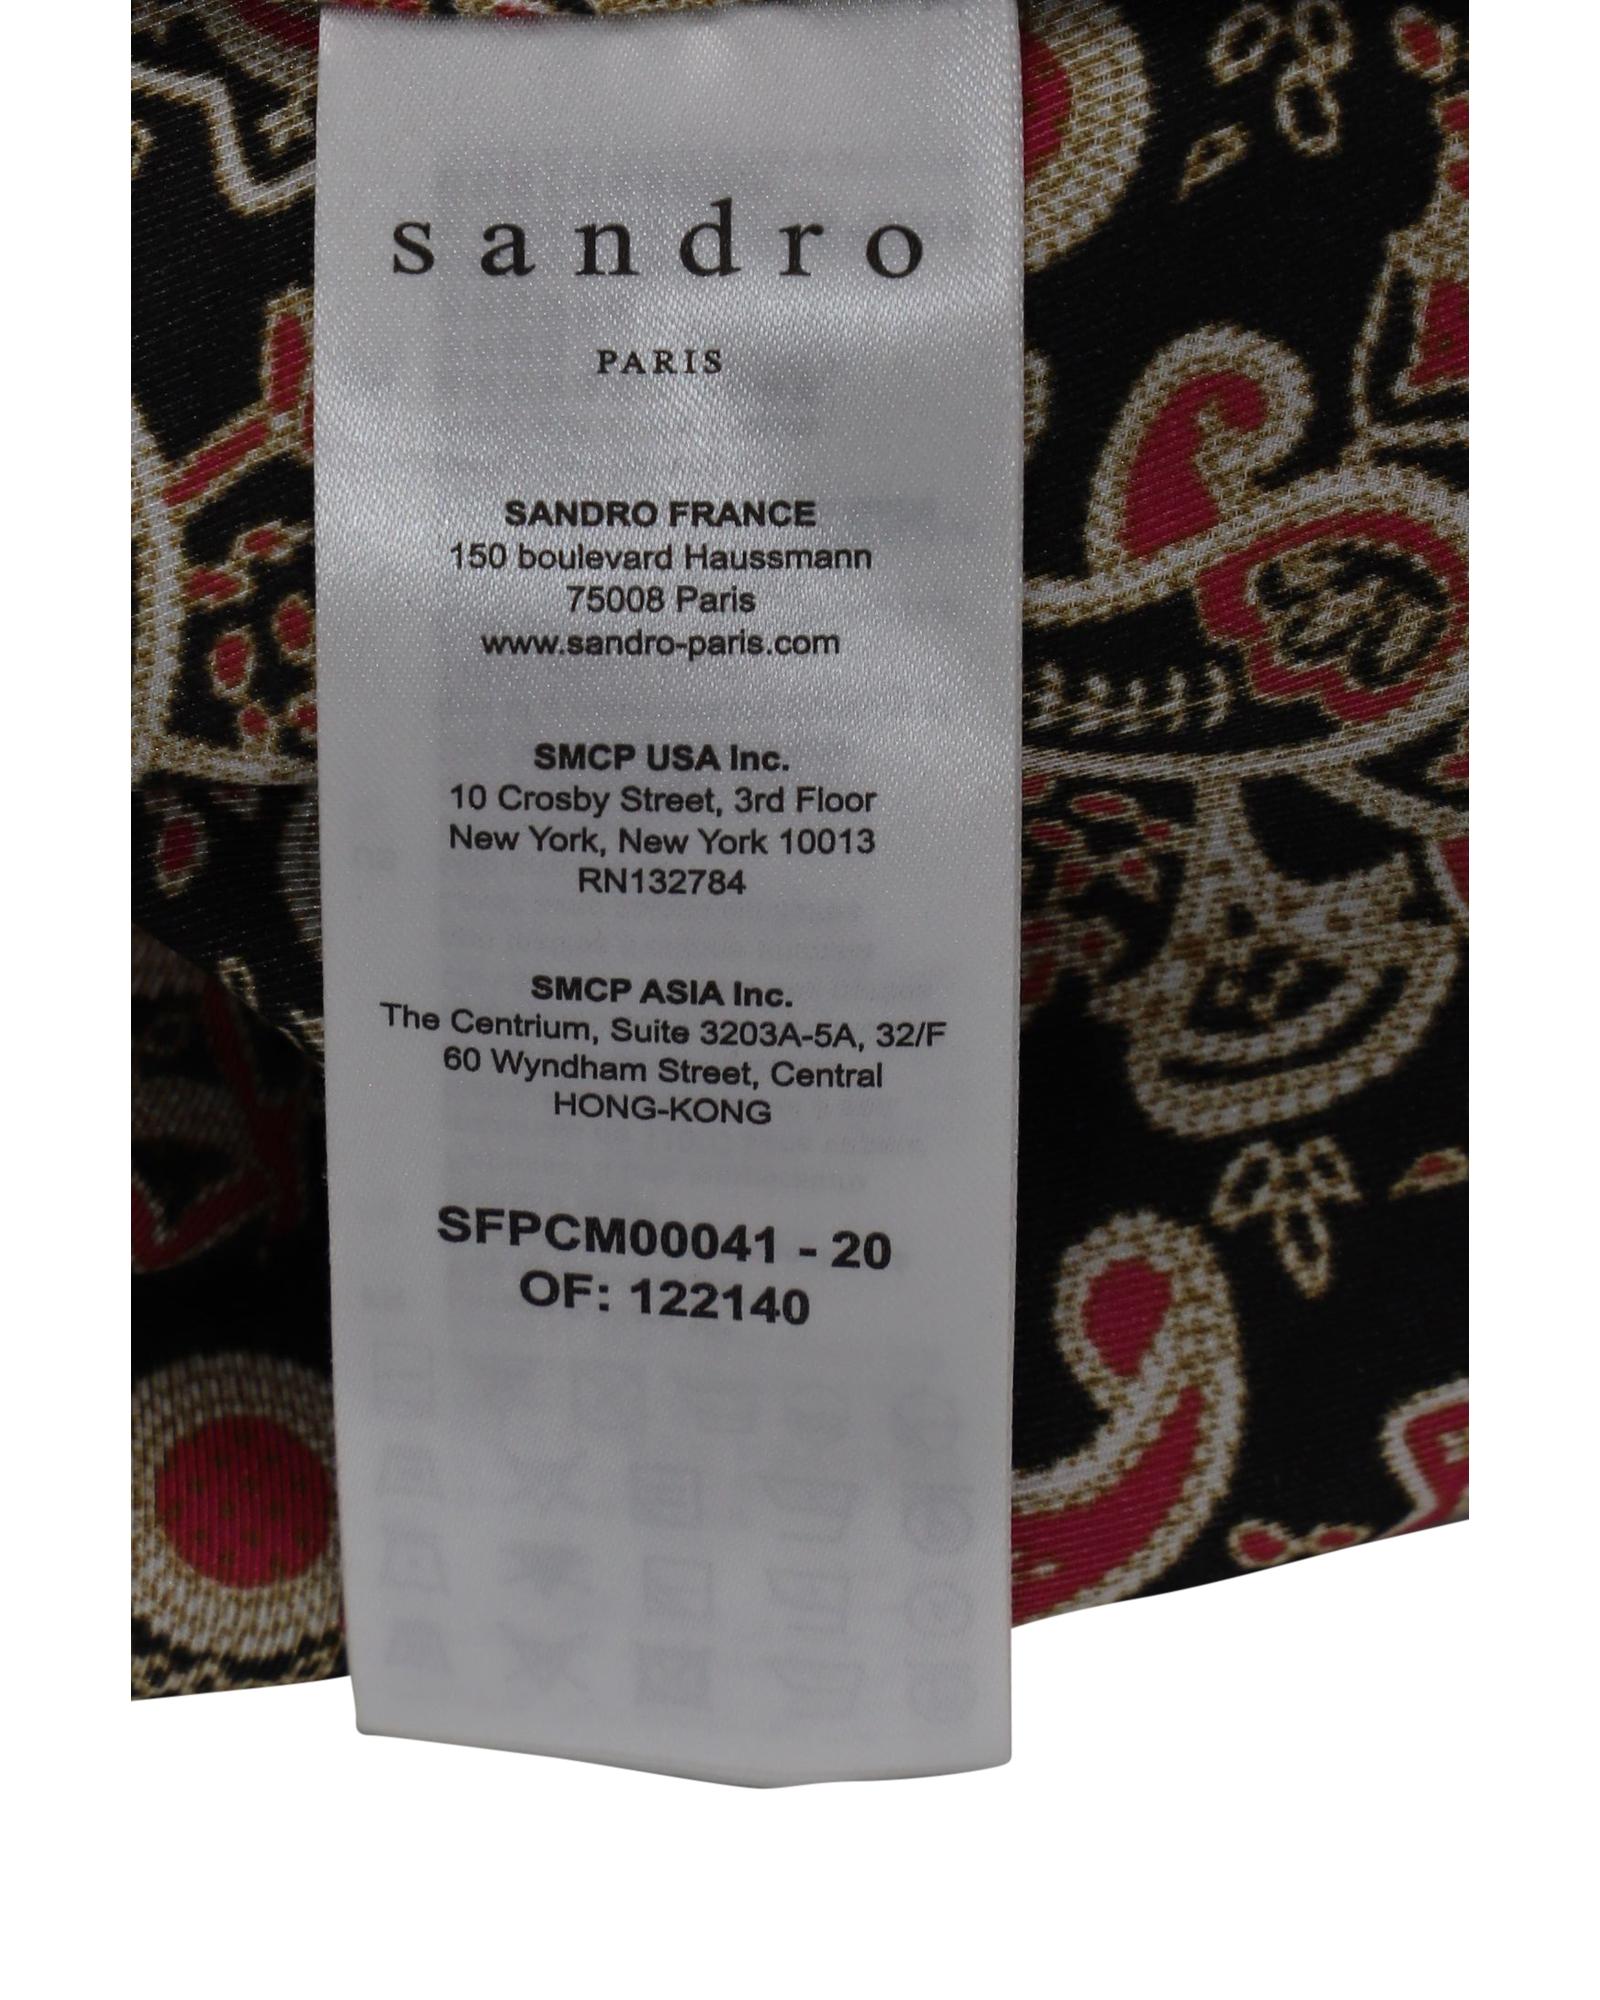 sandro
PARIS
SANDRO FRANCE
150 boulevard Haussmann
75008 Paris
www.sandro-paris.com
SMCP USA Inc.
10 Crosby Street, 3rd Floor
New York, New York 10013
RN132784
SMCP ASIA Inc.
The Centrium, Suite 3203A-5A, 32/F
60 Wyndham Street, Central
HONG-KONG
SFPCM00041 - 20
OF: 122140